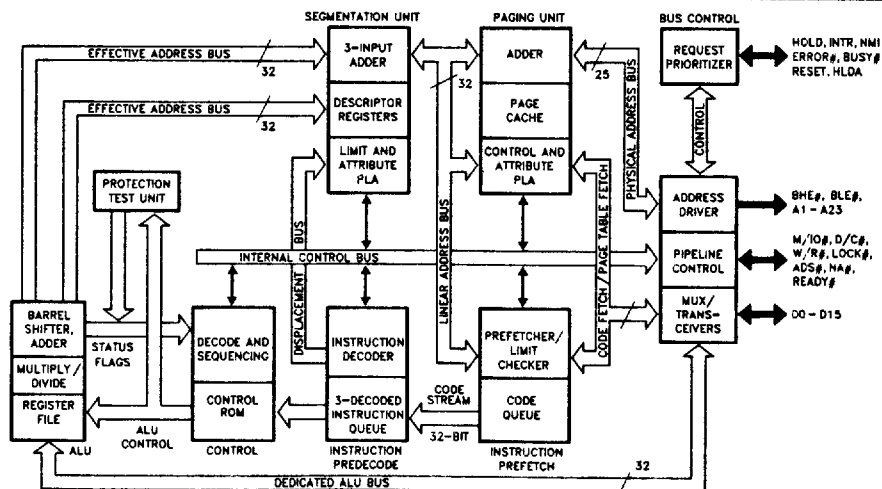 SEGMENTATION UNIT
PAGING UNIT
BUS CONTROL
EFFECTIVE ADDRESS BUS
32
3-INPUT
ADDER
32
ADDER
25
REQUEST
PRIORITIZER
HOLD, INTR, NMI
ERROR#, BUSY#
RESET, HLDA
EFFECTIVE ADDRESS BUS
32
DESCRIPTOR
REGISTERS
PAGE
CACHE
PHYSICAL ADDRESS BUS
CONTROL
LIMIT AND
ATTRIBUTE
PLA
CONTROL AND
ATTRIBUTE
PLA
PROTECTION
TEST UNIT
ADDRESS
DRIVER
BHE#, BLE#,
A1-A23
DISPLACEMENT BUS
LINEAR ADDRESS BUS
CODE FETCH/PAGE TABLE FETCH
INTERNAL CONTROL BUS
PIPELINE
CONTROL
M/IO#, D/C#,
W/R#, LOCK#,
ADS#, NA#,
READY#
BARREL
SHIFTER,
ADDER
STATUS
FLAGS
DECODE AND
SEQUENCING
INSTRUCTION
DECODER
PREFETCHER/
LIMIT
CHECKER
MUX/
TRANS-
CEIVERS
D0-D15
MULTIPLY/
DIVIDE
REGISTER
FILE
CONTROL
ROM
3-DECODED
INSTRUCTION
QUEUE
CODE
STREAM
32-BIT
CODE
QUEUE
ALU
ALU
CONTROL
CONTROL
INSTRUCTION
PREDECODE
INSTRUCTION
PREFETCH
32
DEDICATED ALU BUS